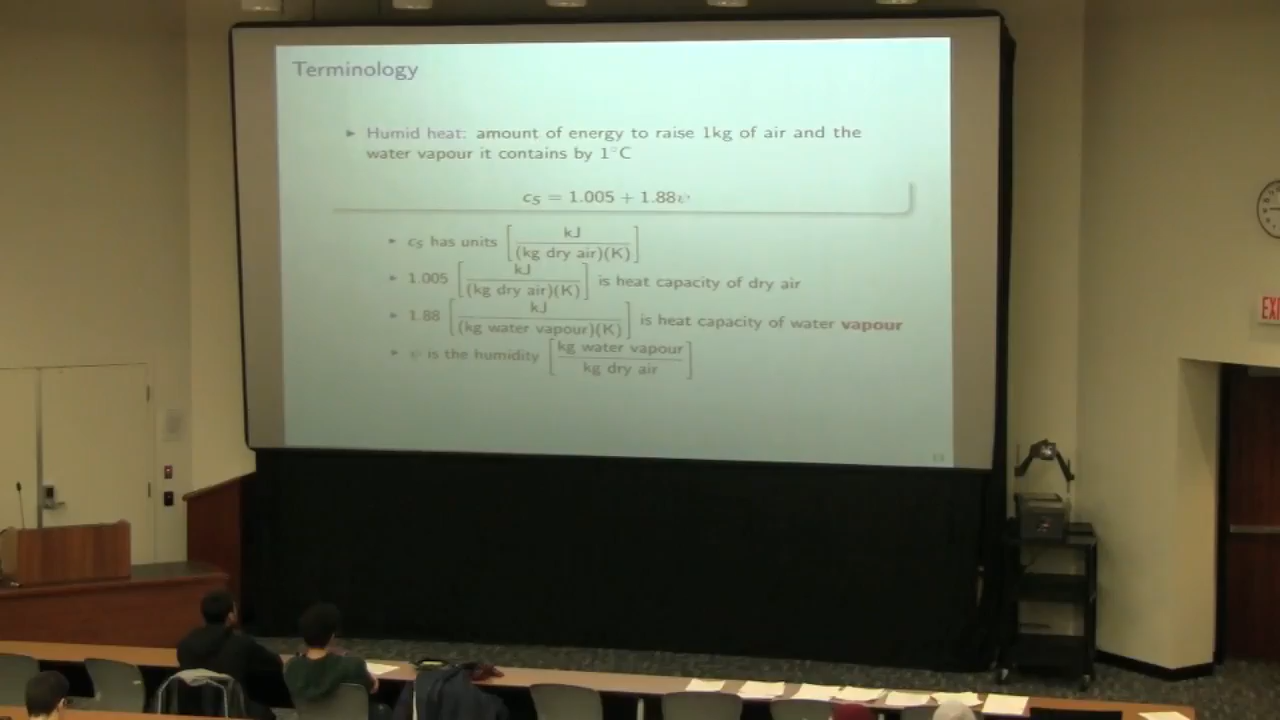 Terminology
► Humid heat: amount of energy to raise 1kg of air and the
water vapour it contains by 1°C
cS = 1.005 + 1.88ψ
► cS has units [kJ / (kg dry air)(K)]
► 1.005 [kJ / (kg dry air)(K)] is heat capacity of dry air
► 1.88 [kJ / (kg water vapour)(K)] is heat capacity of water vapour
► ψ is the humidity [kg water vapour / kg dry air]